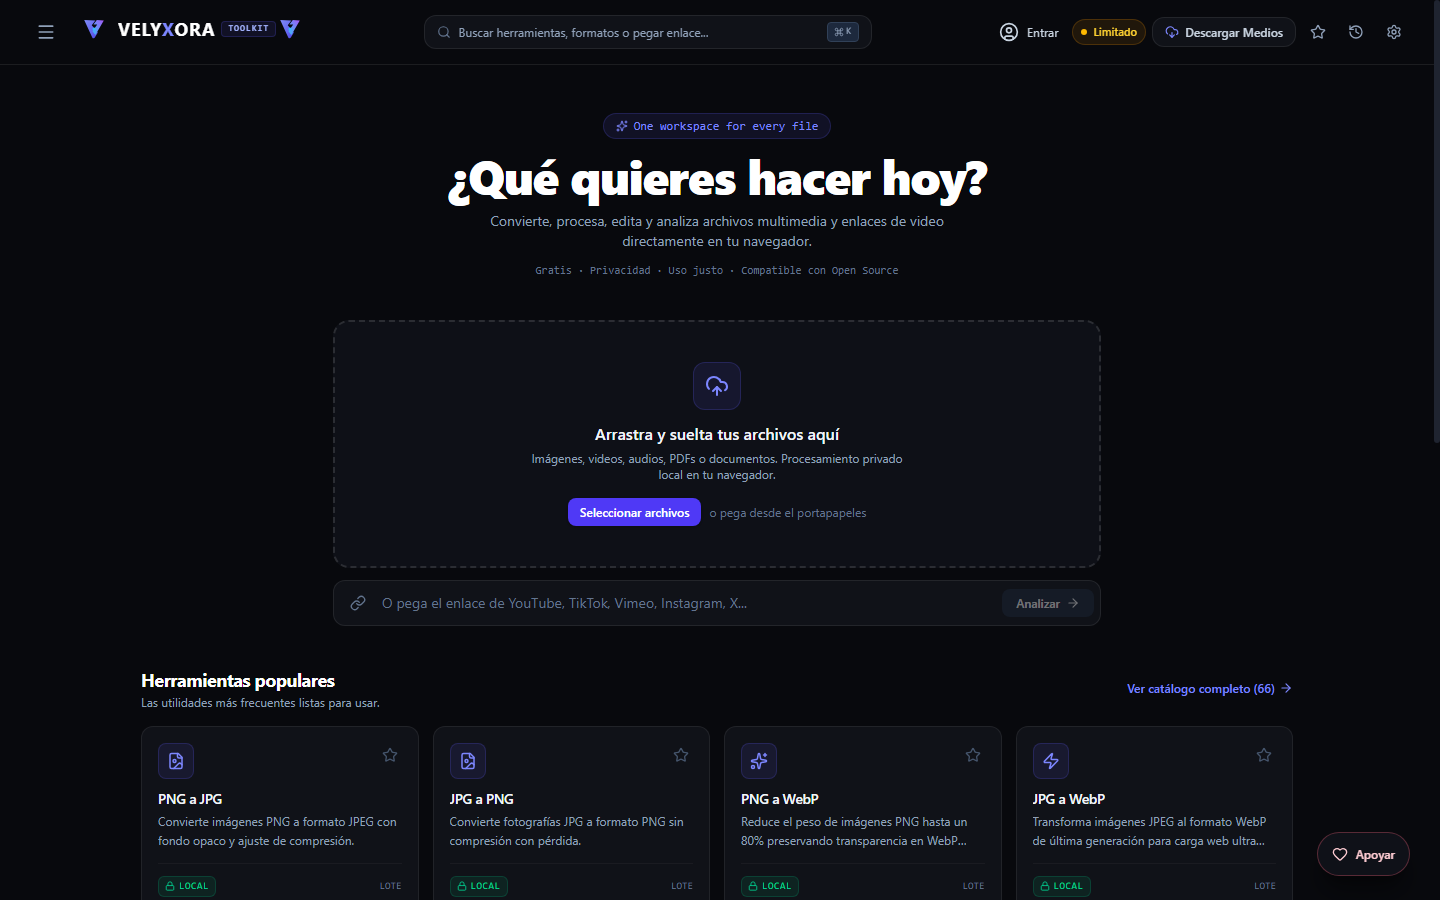 VELYXORA TOOLKIT
Buscar herramientas, formatos o pegar enlace...
⌘ K
Entrar
Limitado
Descargar Medios
One workspace for every file
¿Qué quieres hacer hoy?
Convierte, procesa, edita y analiza archivos multimedia y enlaces de video
directamente en tu navegador.
Gratis · Privacidad · Uso justo · Compatible con Open Source
Arrastra y suelta tus archivos aquí
Imágenes, videos, audios, PDFs o documentos. Procesamiento privado
local en tu navegador.
Seleccionar archivos
o pega desde el portapapeles
O pega el enlace de YouTube, TikTok, Vimeo, Instagram, X...
Analizar →
Herramientas populares
Las utilidades más frecuentes listas para usar.
Ver catálogo completo (66) →
PNG a JPG
Convierte imágenes PNG a formato JPEG con
fondo opaco y ajuste de compresión.
LOCAL
LOTE
JPG a PNG
Convierte fotografías JPG a formato PNG sin
compresión con pérdida.
LOCAL
LOTE
PNG a WebP
Reduce el peso de imágenes PNG hasta un
80% preservando transparencia en WebP...
LOCAL
LOTE
JPG a WebP
Transforma imágenes JPEG al formato WebP
de última generación para carga web ultra...
LOCAL
LOTE
Apoyar